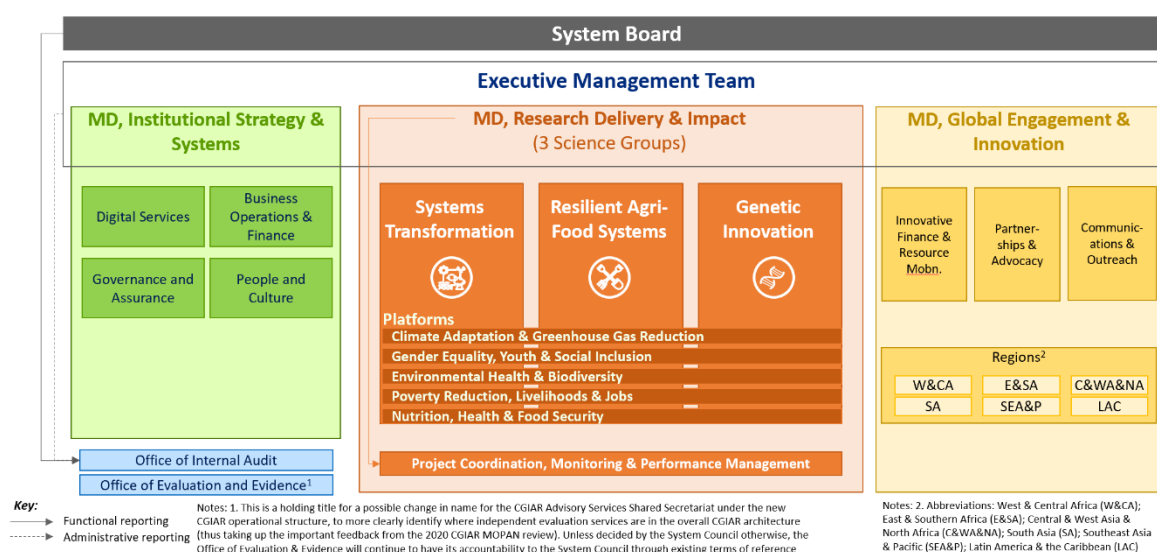 System Board
Executive Management Team
MD, Institutional Strategy &
Systems
Digital Services
Business
Operations &
Finance
Governance and
Assurance
People and
Culture
MD, Research Delivery & Impact
(3 Science Groups)
Systems
Transformation
Resilient Agri-
Food Systems
Genetic
Innovation
Platforms
Climate Adaptation & Greenhouse Gas Reduction
Gender Equality, Youth & Social Inclusion
Environmental Health & Biodiversity
Poverty Reduction, Livelihoods & Jobs
Nutrition, Health & Food Security
Project Coordination, Monitoring & Performance Management
MD, Global Engagement &
Innovation
Innovative
Finance &
Resource
Mobn.
Partner-
ships &
Advocacy
Communic-
ations &
Outreach
Regions²
W&CA
E&SA
C&WA&NA
SA
SEA&P
LAC
Office of Internal Audit
Office of Evaluation and Evidence¹
Key:
Functional reporting
Administrative reporting
Notes: 1. This is a holding title for a possible change in name for the CGIAR Advisory Services Shared Secretariat under the new
CGIAR operational structure, to more clearly identify where independent evaluation services are in the overall CGIAR architecture
(thus taking up the important feedback from the 2020 CGIAR MOPAN review). Unless decided by the System Council otherwise, the
Office of Evaluation & Evidence will continue to have its accountability to the System Council through existing terms of reference
Notes: 2. Abbreviations: West & Central Africa (W&CA);
East & Southern Africa (E&SA); Central & West Asia &
North Africa (C&WA&NA); South Asia (SA); Southeast Asia
& Pacific (SEA&P); Latin America & the Caribbean (LAC)